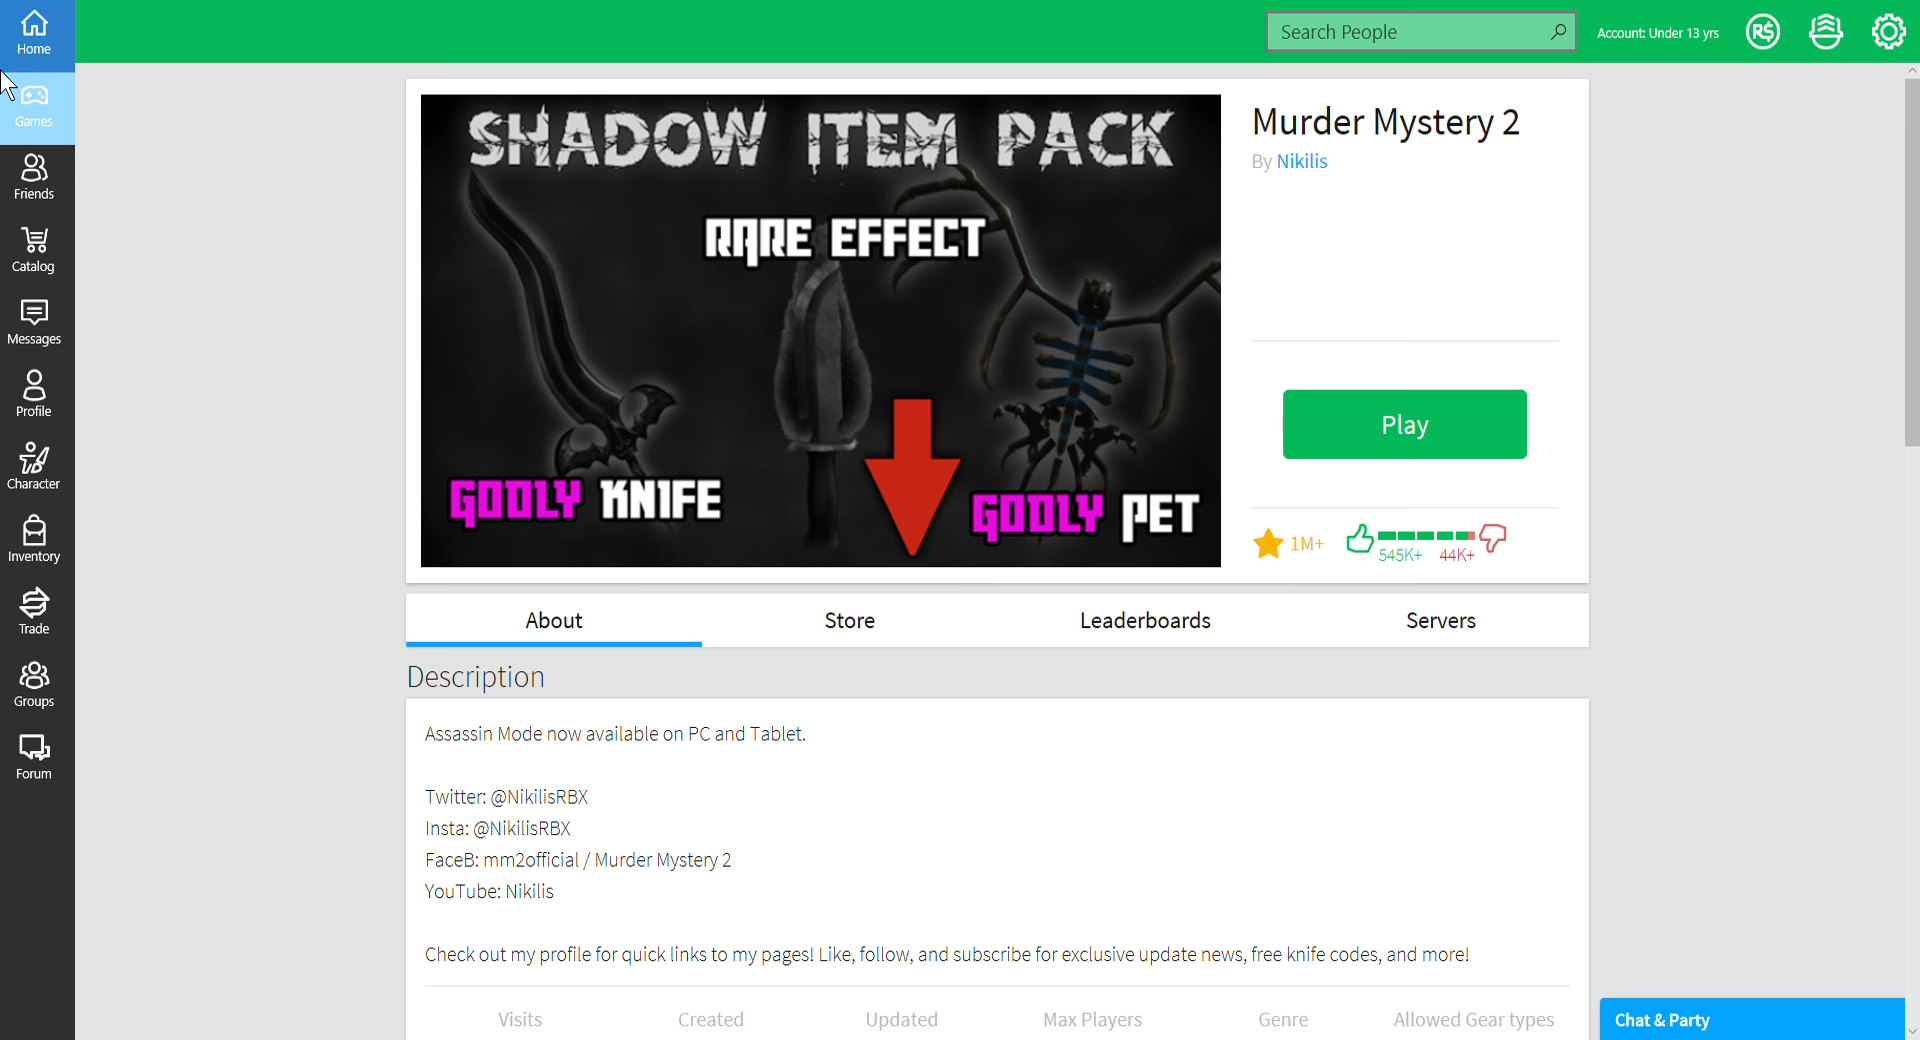 Home
Games
Friends
Catalog
Messages
Profile
Character
Inventory
Trade
Groups
Forum
Search People
Account: Under 13 yrs
R$
SHADOW ITEM PACK
RARE EFFECT
GODLY KNIFE
GODLY PET
Murder Mystery 2
By Nikilis
Play
1M+
545K+ 44K+
About Store Leaderboards Servers
Description
Assassin Mode now available on PC and Tablet.
Twitter: @NikilisRBX
Insta: @NikilisRBX
FaceB: mm2official / Murder Mystery 2
YouTube: Nikilis
Check out my profile for quick links to my pages! Like, follow, and subscribe for exclusive update news, free knife codes, and more!
Visits Created Updated Max Players Genre Allowed Gear types
Chat & Party